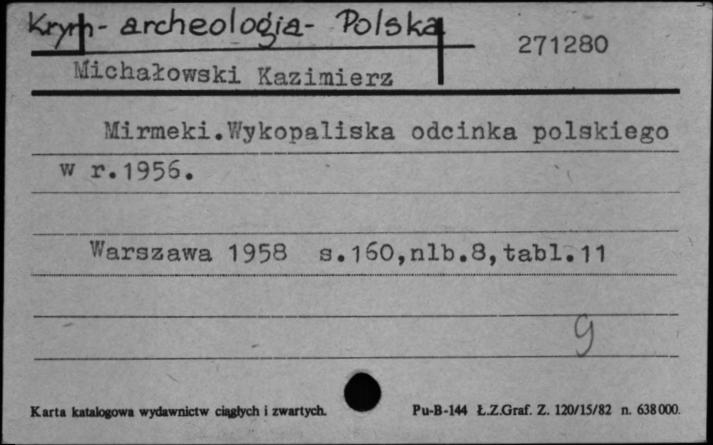 Krym - archeologia - Polska
271280
Michałowski Kazimierz
Mirmeki.Wykopaliska odcinka polskiego
w r.1956.
Warszawa 1958 s.160,nlb.8,tabl.11
9
Karta katalogowa wydawnictw ciągłych i zwartych.
Pu-B-144 Ł.Z.Graf. Z. 120/15/82 n. 638000.